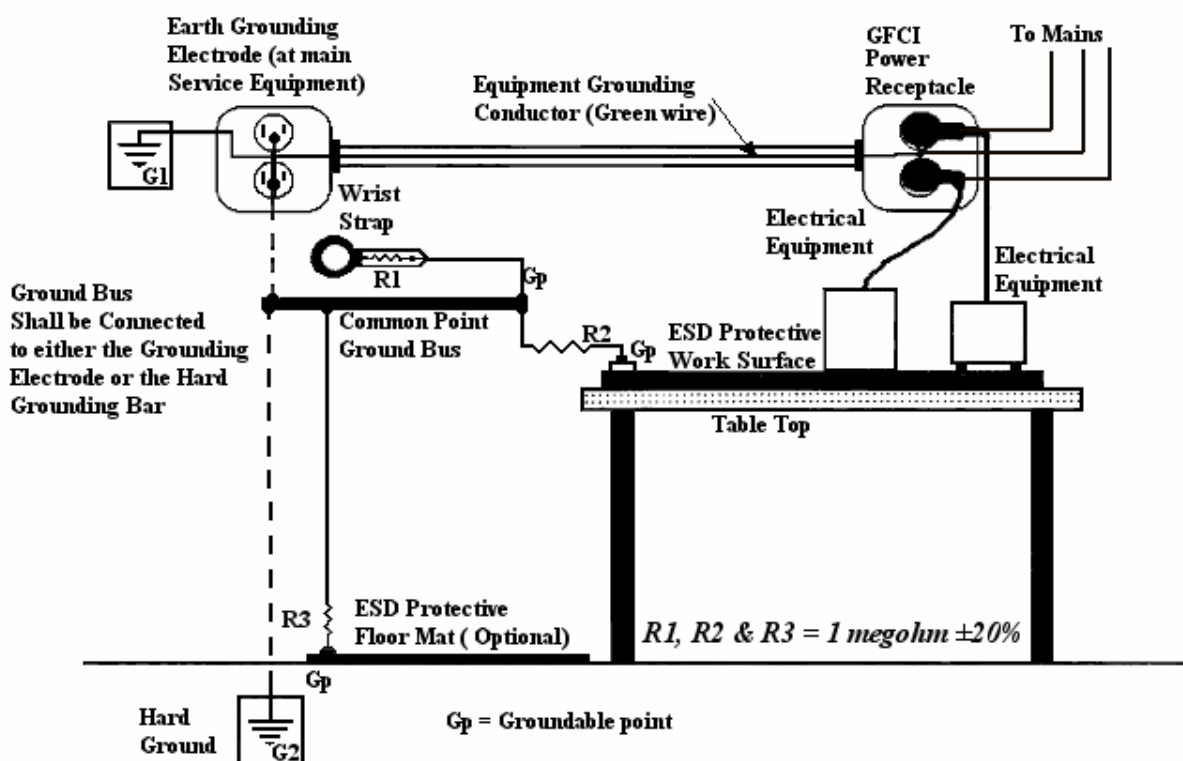 Earth Grounding
Electrode (at main
Service Equipment)
GFCI
Power
Receptacle
To Mains
Equipment Grounding
Conductor (Green wire)
G1
Wrist
Strap
R1
Gp
Electrical
Equipment
Electrical
Equipment
Ground Bus
Shall be Connected
to either the Grounding
Electrode or the Hard
Grounding Bar
Common Point
Ground Bus
R2
Gp
ESD Protective
Work Surface
Table Top
R3
ESD Protective
Floor Mat ( Optional)
R1, R2 & R3 = 1 megohm ±20%
Gp
Hard
Ground
G2
Gp = Groundable point